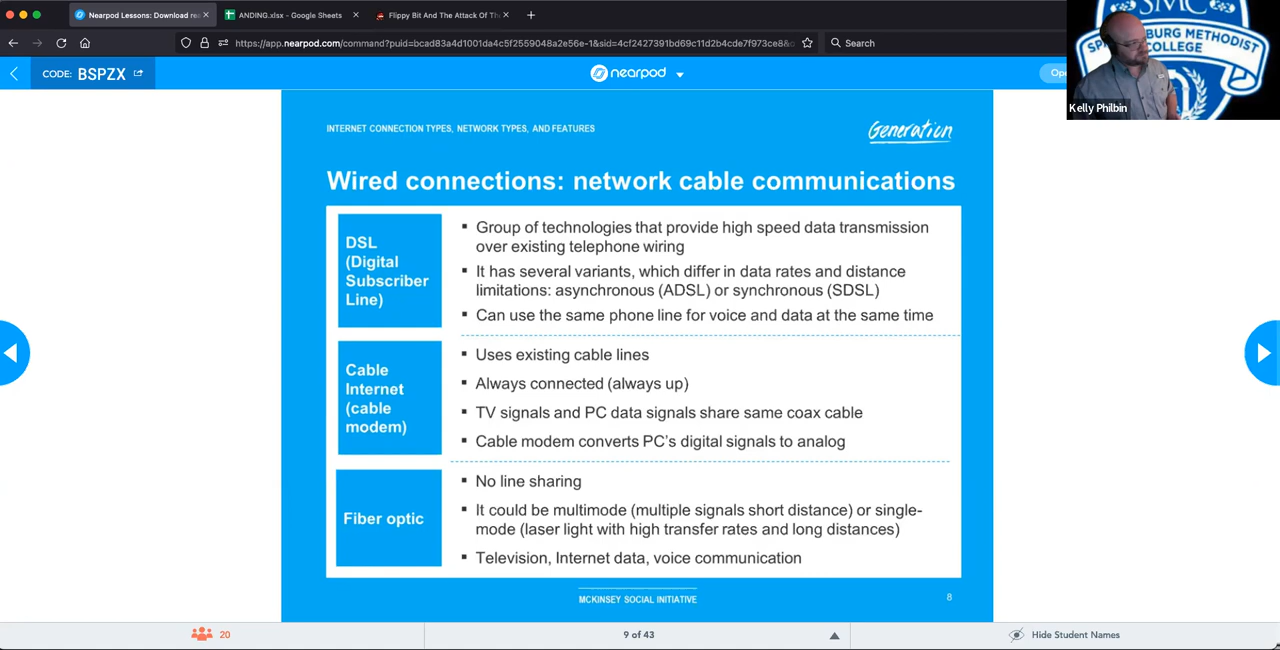 Nearpod Lessons: Download re
ANDING.xlsx - Google Sheets
Flippy Bit And The Attack Of Th
https://app.nearpod.com/command?puid=bcad83a4d1001da4c5f2559048a2e56e-1&sid=4cf2427391bd69c11d2b4cde7f973ce8&
Search
CODE: BSPZX
nearpod
Ope
SMC
METHODIST
COLLEGE
Kelly Philbin
INTERNET CONNECTION TYPES, NETWORK TYPES, AND FEATURES
Generation
Wired connections: network cable communications
DSL
(Digital
Subscriber
Line)
▪ Group of technologies that provide high speed data transmission
over existing telephone wiring
▪ It has several variants, which differ in data rates and distance
limitations: asynchronous (ADSL) or synchronous (SDSL)
▪ Can use the same phone line for voice and data at the same time
Cable
Internet
(cable
modem)
▪ Uses existing cable lines
▪ Always connected (always up)
▪ TV signals and PC data signals share same coax cable
▪ Cable modem converts PC's digital signals to analog
Fiber optic
▪ No line sharing
▪ It could be multimode (multiple signals short distance) or single-
mode (laser light with high transfer rates and long distances)
▪ Television, Internet data, voice communication
MCKINSEY SOCIAL INITIATIVE
8
20
9 of 43
Hide Student Names